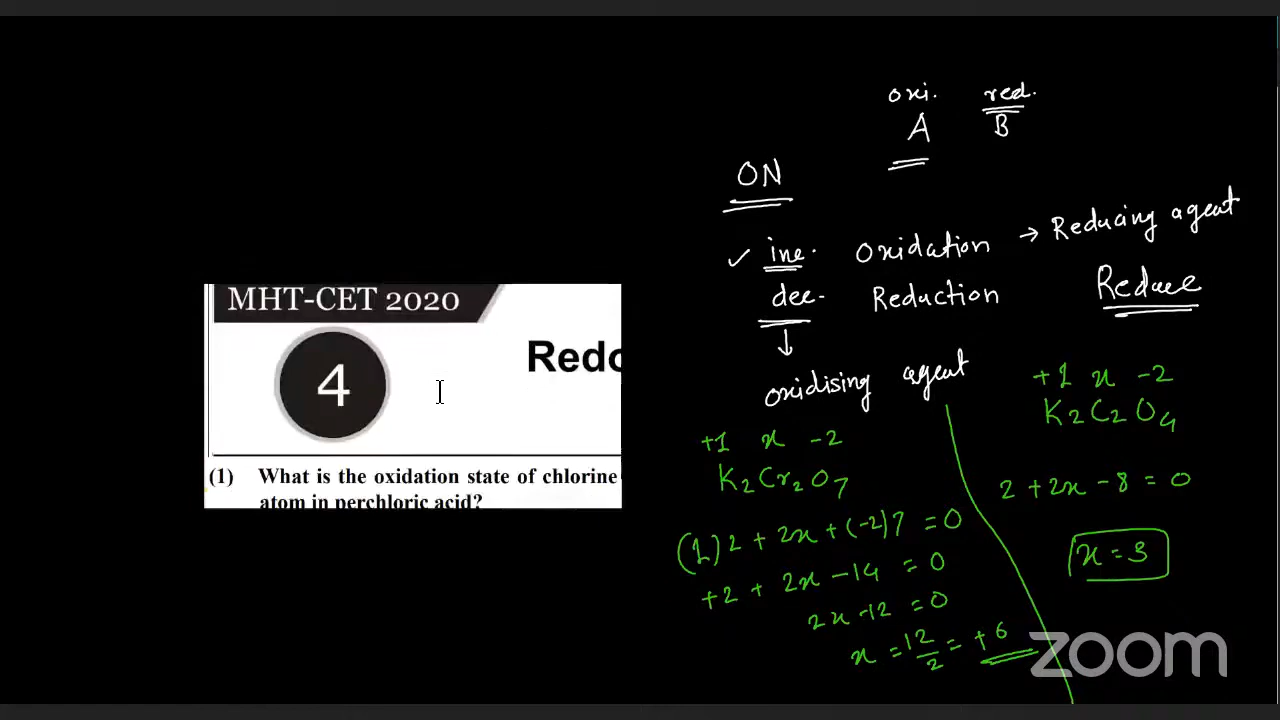 MHT-CET 2020
4
Redo
(1) What is the oxidation state of chlorine
atom in perchloric acid?
oxi. red.
A B
ON
✓ inc. Oxidation → Reducing agent
dec. Reduction Reduce
↓
oxidising agent
+1 x -2
K2Cr2O7
(1)2 + 2x + (-2)7 = 0
+2 + 2x - 14 = 0
2x - 12 = 0
x = 12/2 = +6
+1 x -2
K2C2O4
2 + 2x - 8 = 0
x = 3
zoom